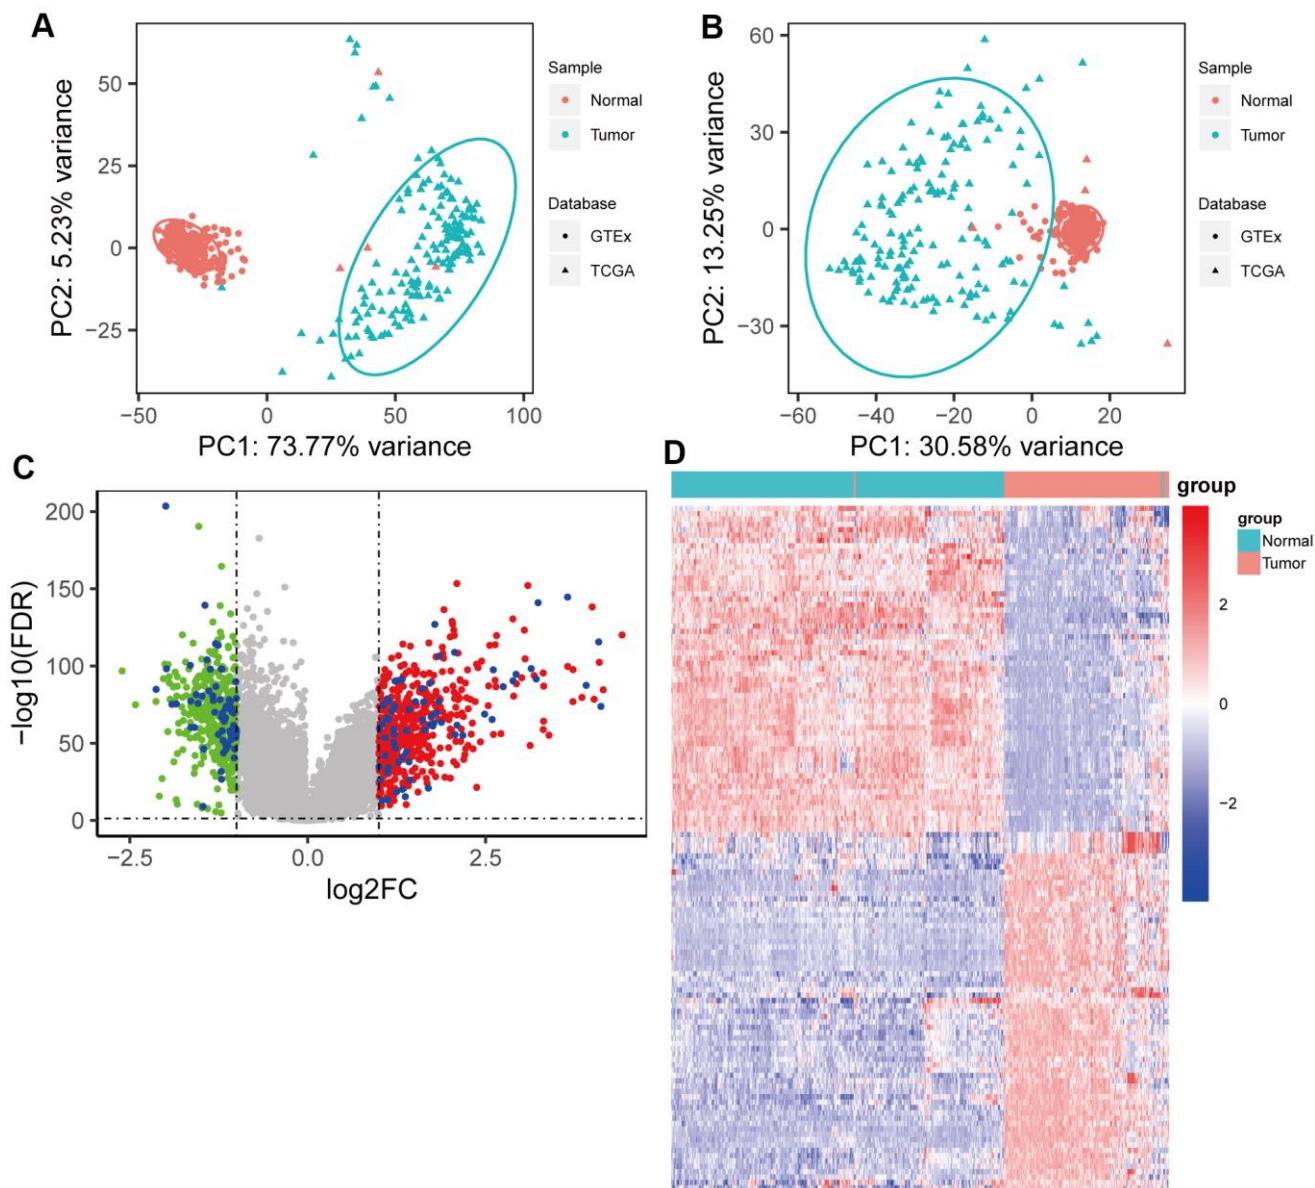 A
PC2: 5.23% variance
50
25
0
−25
−50
0
50
100
PC1: 73.77% variance
Sample
Normal
Tumor
Database
GTEx
TCGA
B
PC2: 13.25% variance
60
30
0
−30
−60
−40
−20
0
20
PC1: 30.58% variance
Sample
Normal
Tumor
Database
GTEx
TCGA
C
−log10(FDR)
200
150
100
50
0
−2.5
0.0
2.5
log2FC
D
group
group
Normal
Tumor
2
0
−2